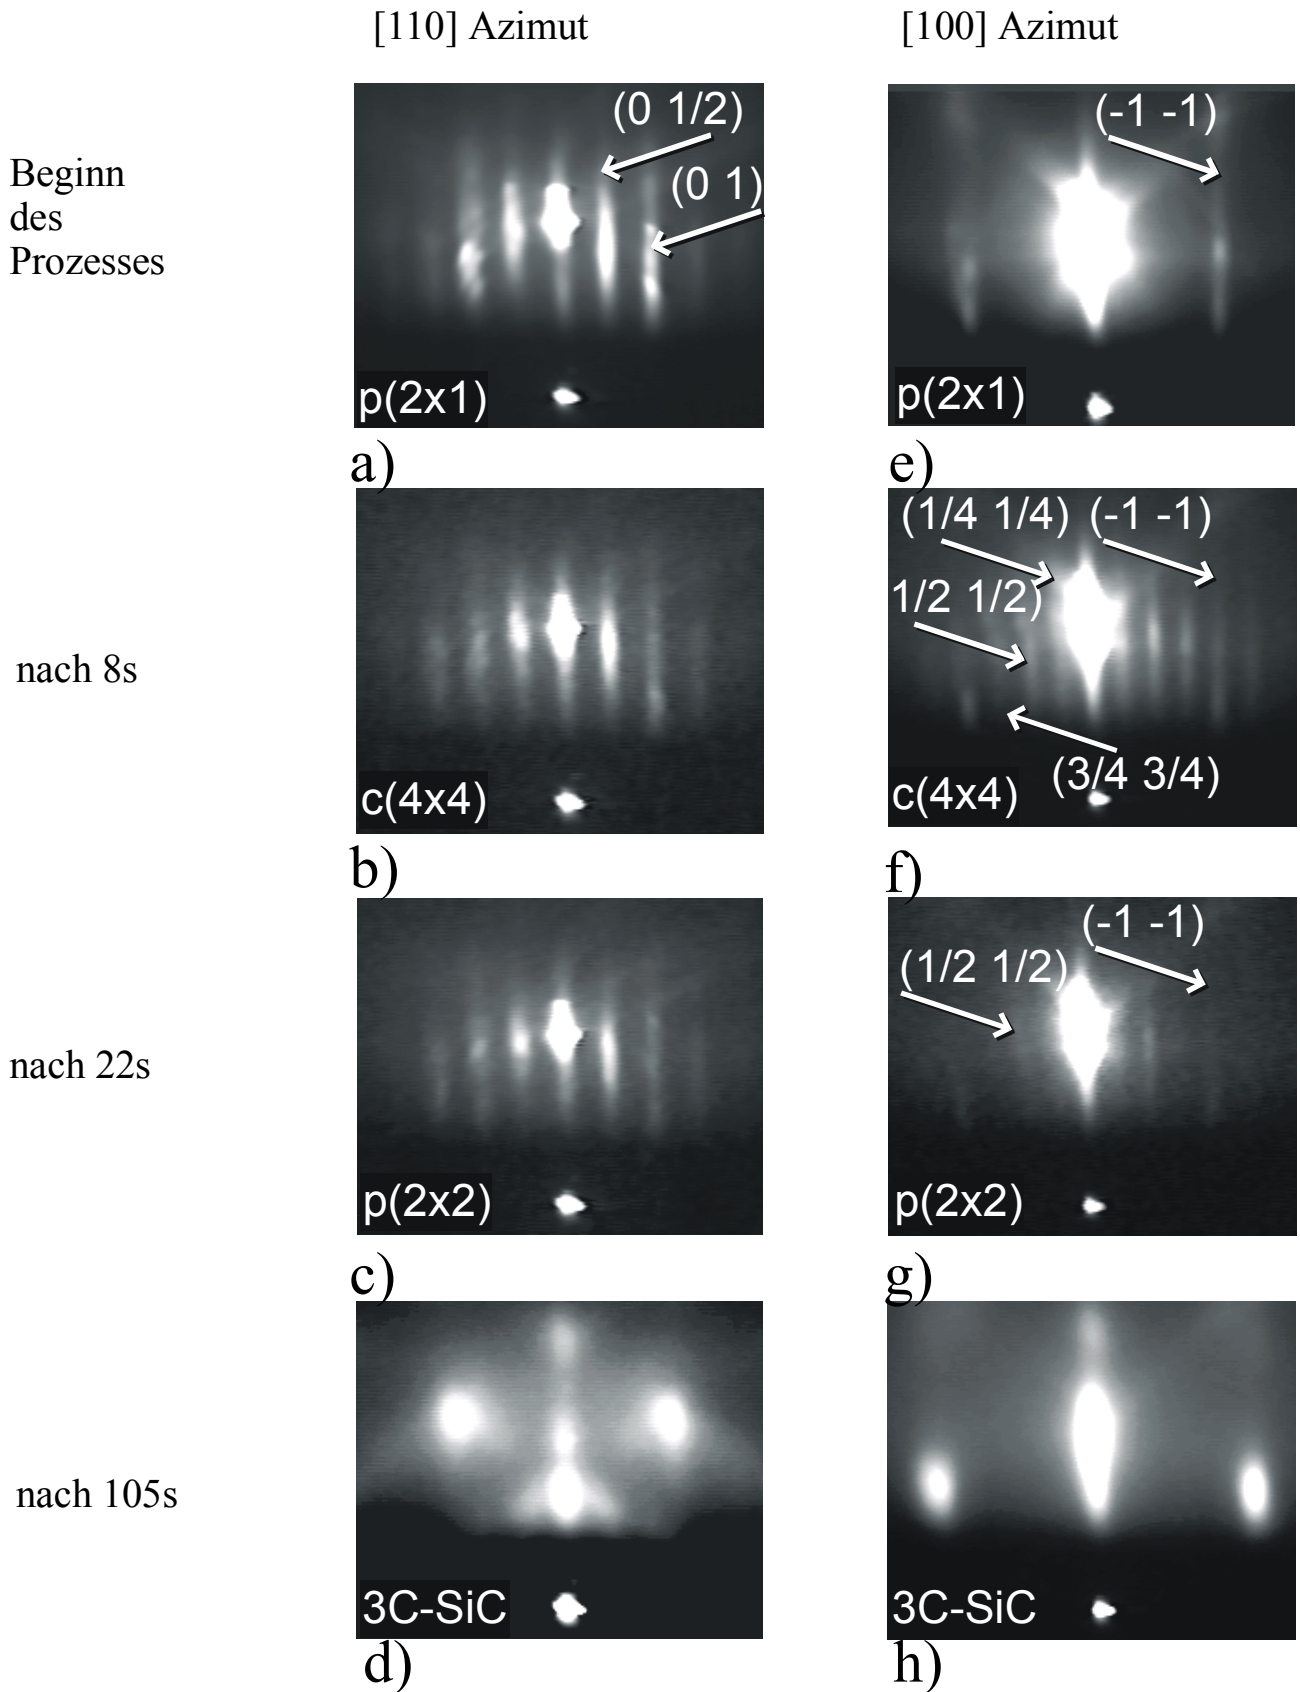 [110] Azimut
[100] Azimut
Beginn
des
Prozesses
(0 1/2)
(0 1)
p(2x1)
a)
(-1 -1)
p(2x1)
e)
nach 8s
c(4x4)
b)
(1/4 1/4) (-1 -1)
1/2 1/2)
(3/4 3/4)
c(4x4)
f)
nach 22s
p(2x2)
c)
(-1 -1)
(1/2 1/2)
p(2x2)
g)
nach 105s
3C-SiC
d)
3C-SiC
h)